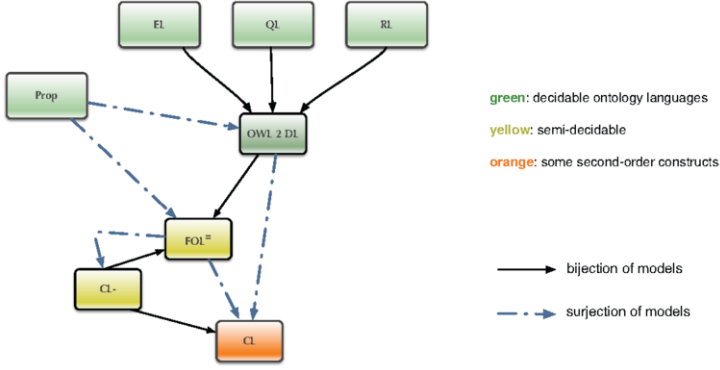 EL
QL
RL
Prop
OWL 2 DL
FOL=
CL-
CL
green: decidable ontology languages
yellow: semi-decidable
orange: some second-order constructs
bijection of models
surjection of models